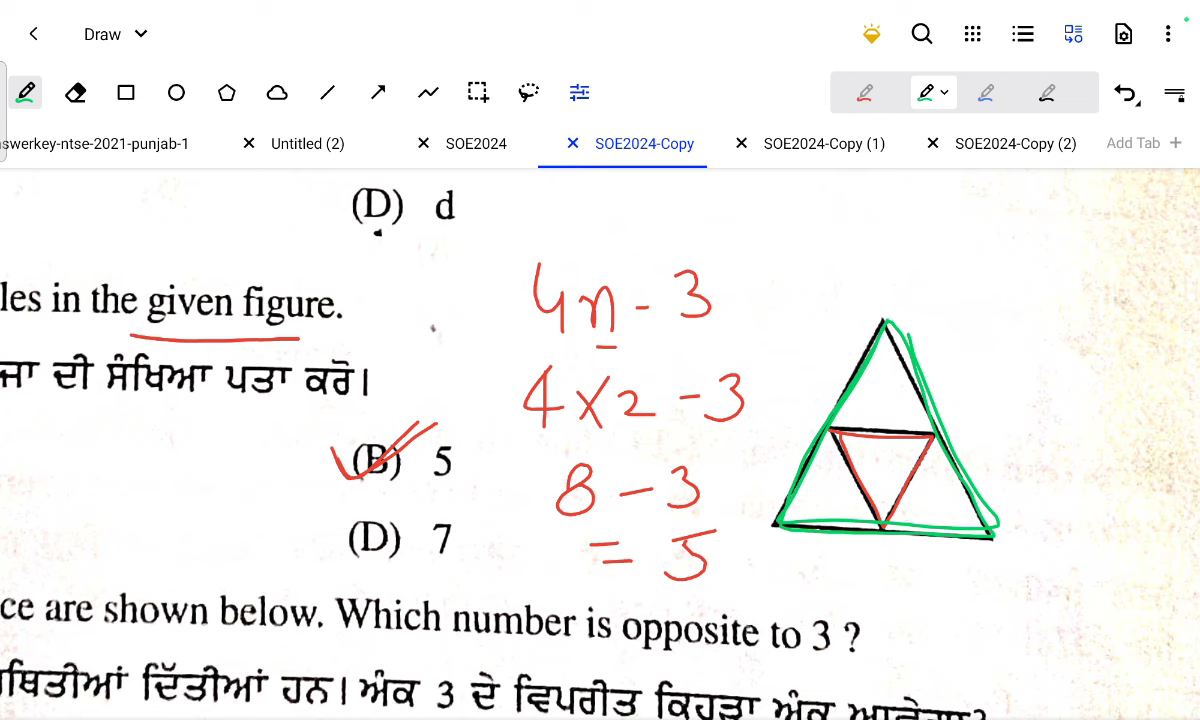 Draw
swerkey-ntse-2021-punjab-1
Untitled (2)
SOE2024
SOE2024-Copy
SOE2024-Copy (1)
SOE2024-Copy (2)
Add Tab +
(D) d
les in the given figure.
ਜਾ ਦੀ ਸੰਖਿਆ ਪਤਾ ਕਰੋ।
(B) 5
(D) 7
4n - 3
4 × 2 - 3
8 - 3
= 5
ce are shown below. Which number is opposite to 3 ?
ਥਿਤੀਆਂ ਦਿੱਤੀਆਂ ਹਨ। ਅੰਕ 3 ਦੇ ਵਿਪਰੀਤ ਕਿਹੜਾ ਅੰਕ